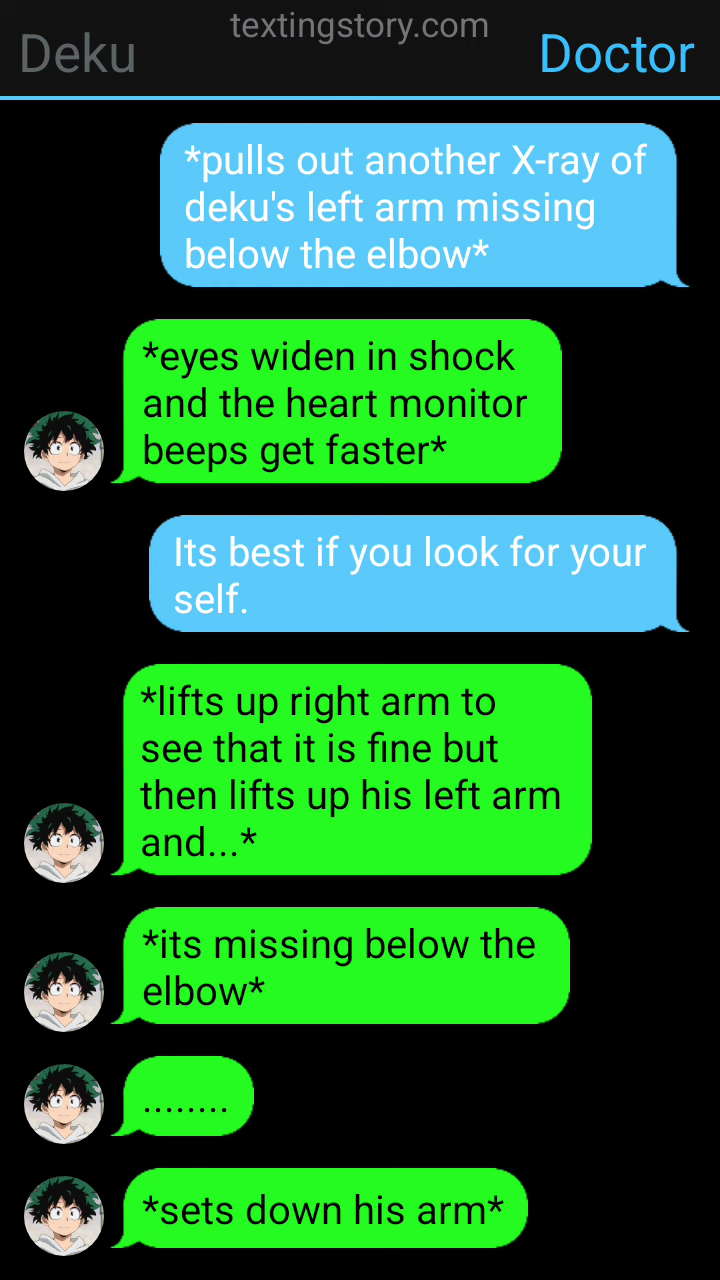 textingstory.com
Deku
Doctor
*pulls out another X-ray of
deku's left arm missing
below the elbow*
*eyes widen in shock
and the heart monitor
beeps get faster*
Its best if you look for your
self.
*lifts up right arm to
see that it is fine but
then lifts up his left arm
and...*
*its missing below the
elbow*
........
*sets down his arm*